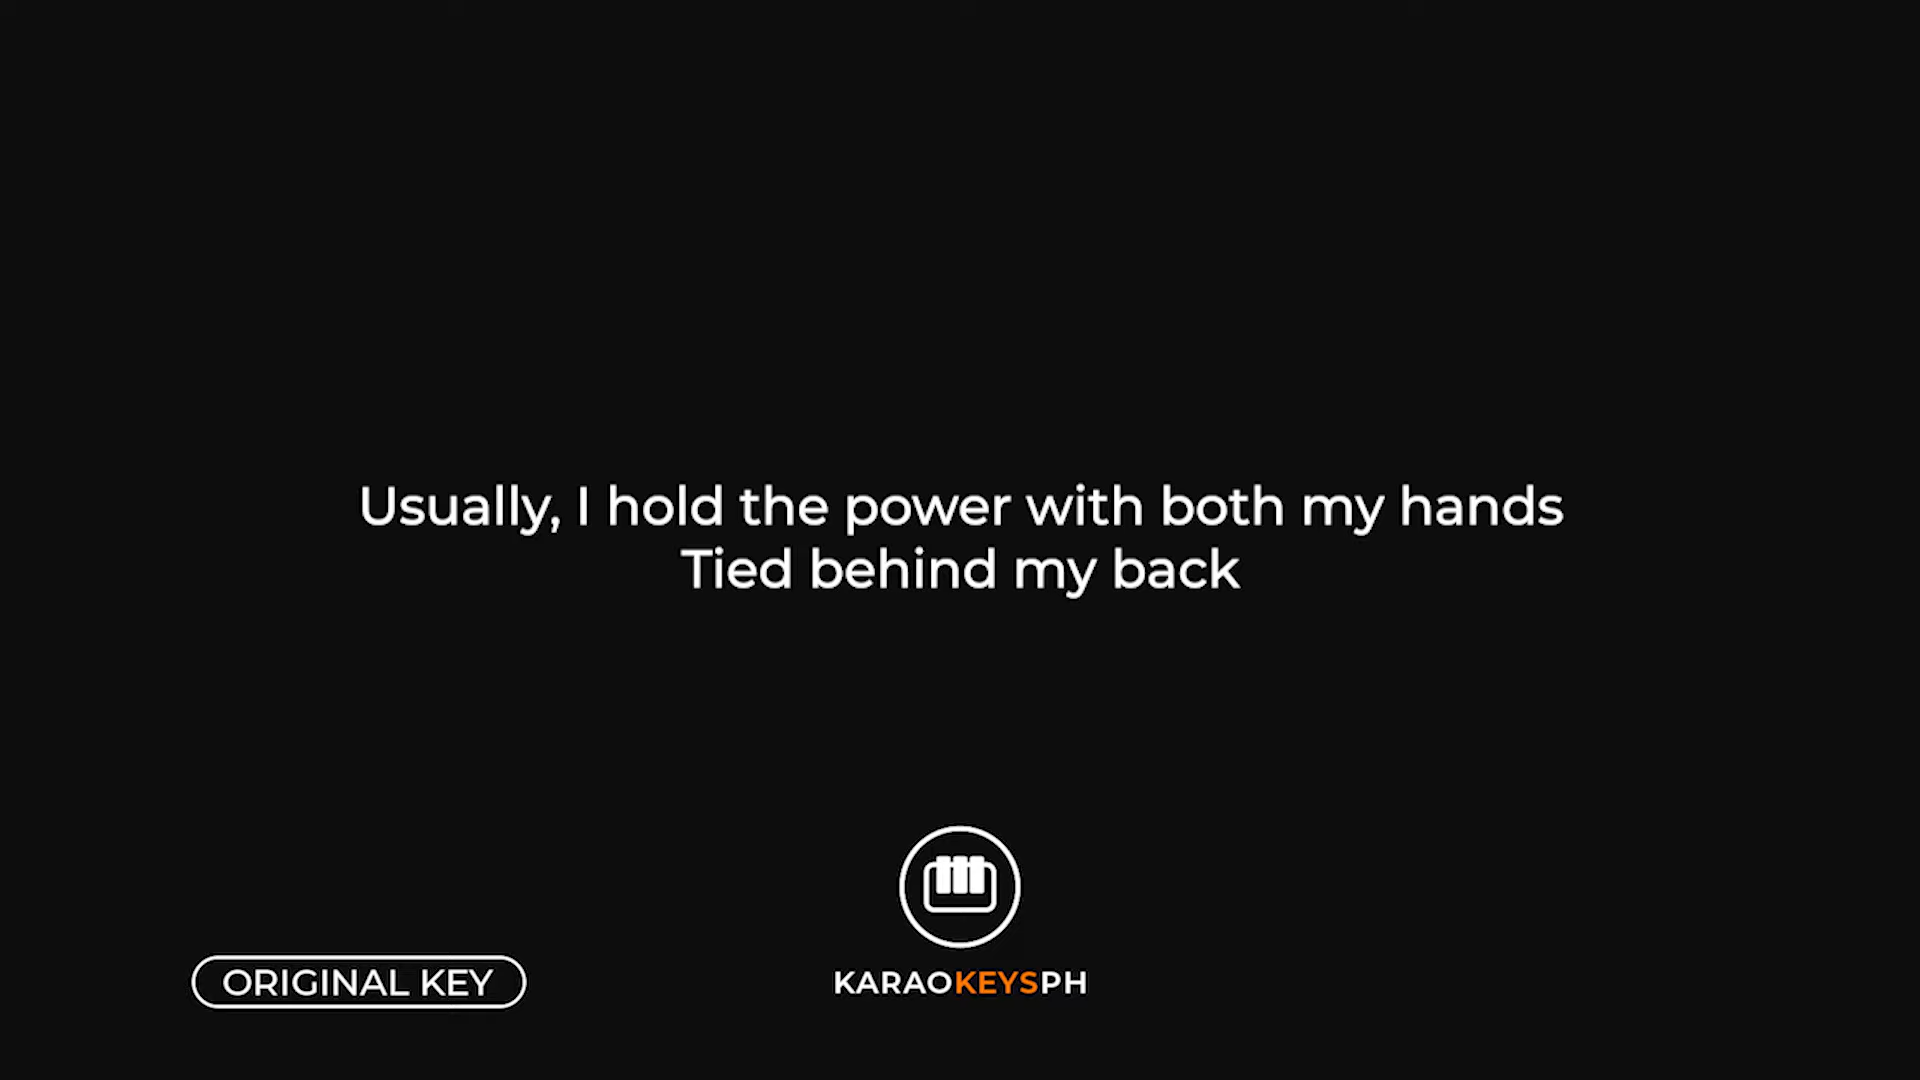 Usually, I hold the power with both my hands
Tied behind my back
ORIGINAL KEY
KARAOKEYSPH